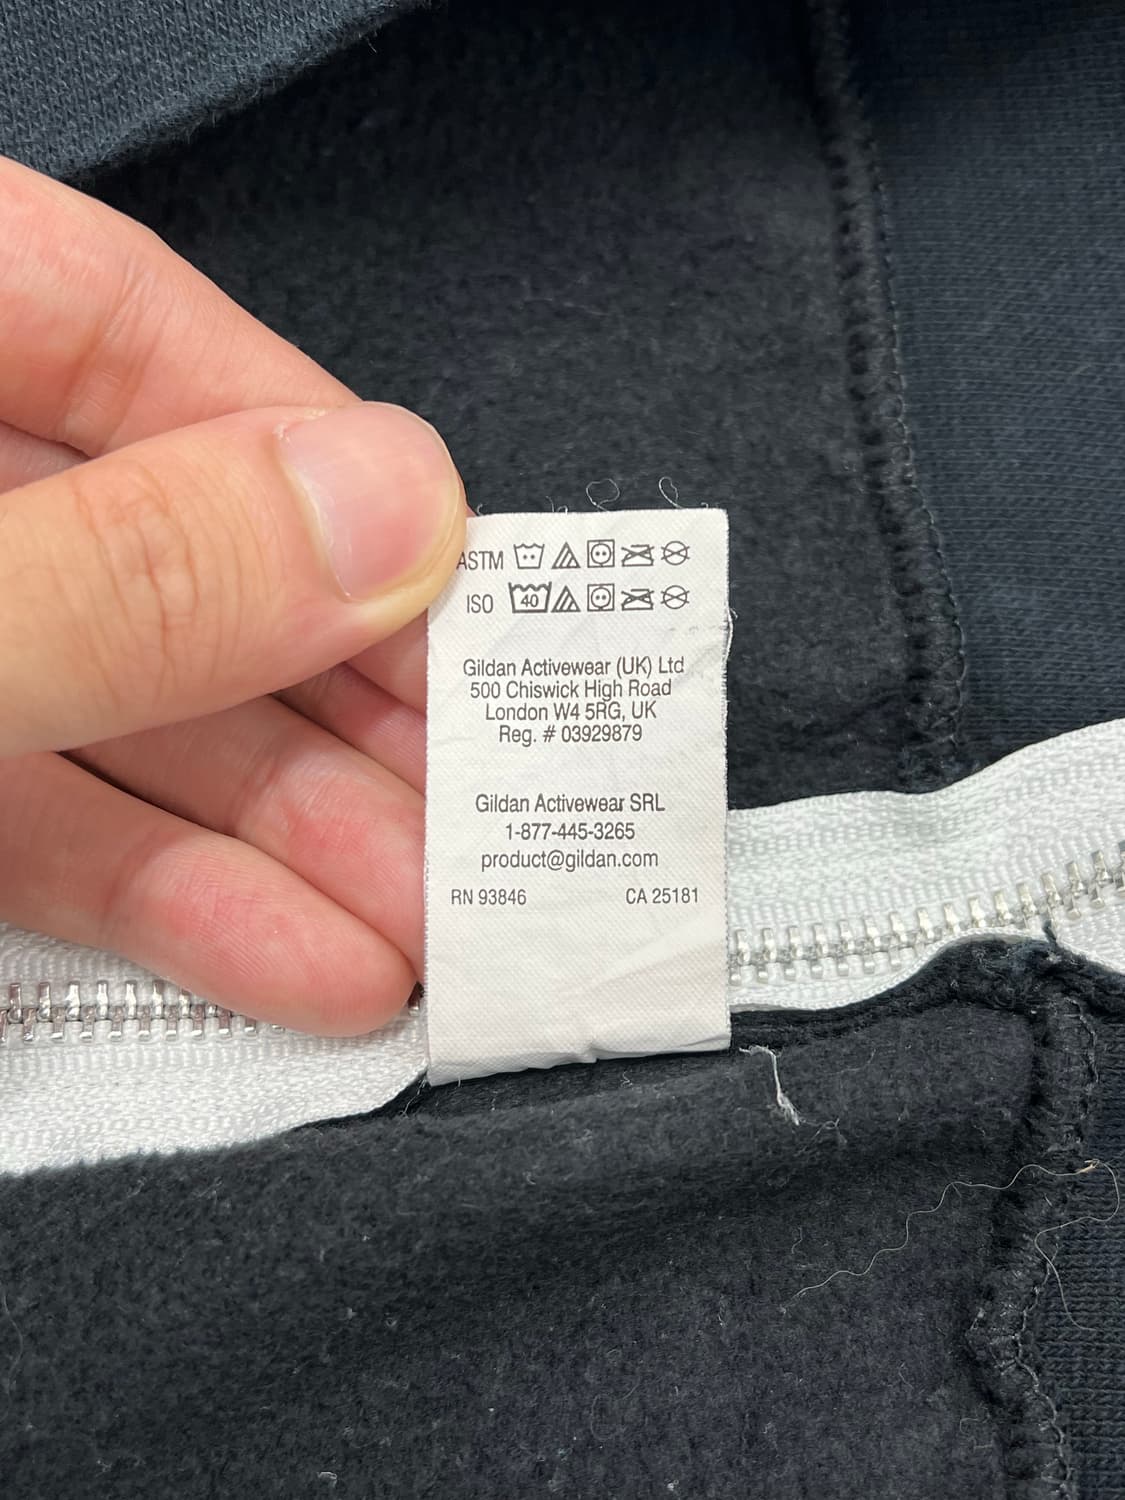 ASTM
ISO 40
Gildan Activewear (UK) Ltd
500 Chiswick High Road
London W4 5RG, UK
Reg. # 03929879
Gildan Activewear SRL
1-877-445-3265
product@gildan.com
RN 93846 CA 25181